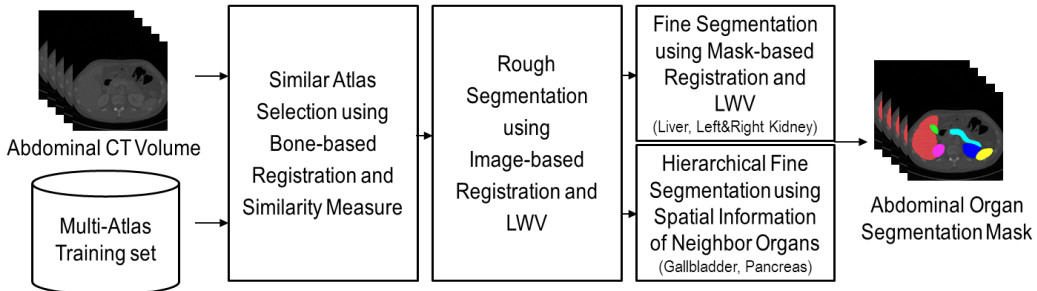 Abdominal CT Volume
Multi-Atlas
Training set
Similar Atlas
Selection using
Bone-based
Registration and
Similarity Measure
Rough
Segmentation
using
Image-based
Registration and
LWV
Fine Segmentation
using Mask-based
Registration and
LWV
(Liver, Left&Right Kidney)
Hierarchical Fine
Segmentation using
Spatial Information
of Neighbor Organs
(Gallbladder, Pancreas)
Abdominal Organ
Segmentation Mask